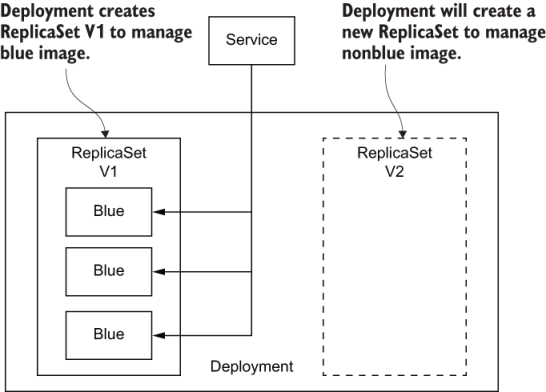 Deployment creates
ReplicaSet V1 to manage
blue image.
Deployment will create a
new ReplicaSet to manage
nonblue image.
Service
ReplicaSet
V1
Blue
Blue
Blue
ReplicaSet
V2
Deployment